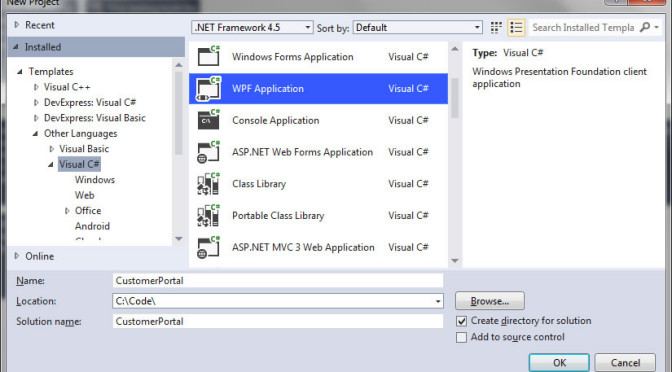 New Project
Recent
.NET Framework 4.5
Sort by:
Default
Search Installed Templa
Installed
Templates
Visual C++
DevExpress: Visual C#
DevExpress: Visual Basic
Other Languages
Visual Basic
Visual C#
Windows
Web
Office
Android
Online
Windows Forms Application Visual C#
WPF Application Visual C#
Console Application Visual C#
ASP.NET Web Forms Application Visual C#
Class Library Visual C#
Portable Class Library Visual C#
ASP.NET MVC 3 Web Application Visual C#
Type: Visual C#
Windows Presentation Foundation client
application
Name: CustomerPortal
Location: C:\Code\
Browse...
Solution name: CustomerPortal
Create directory for solution
Add to source control
OK
Cancel